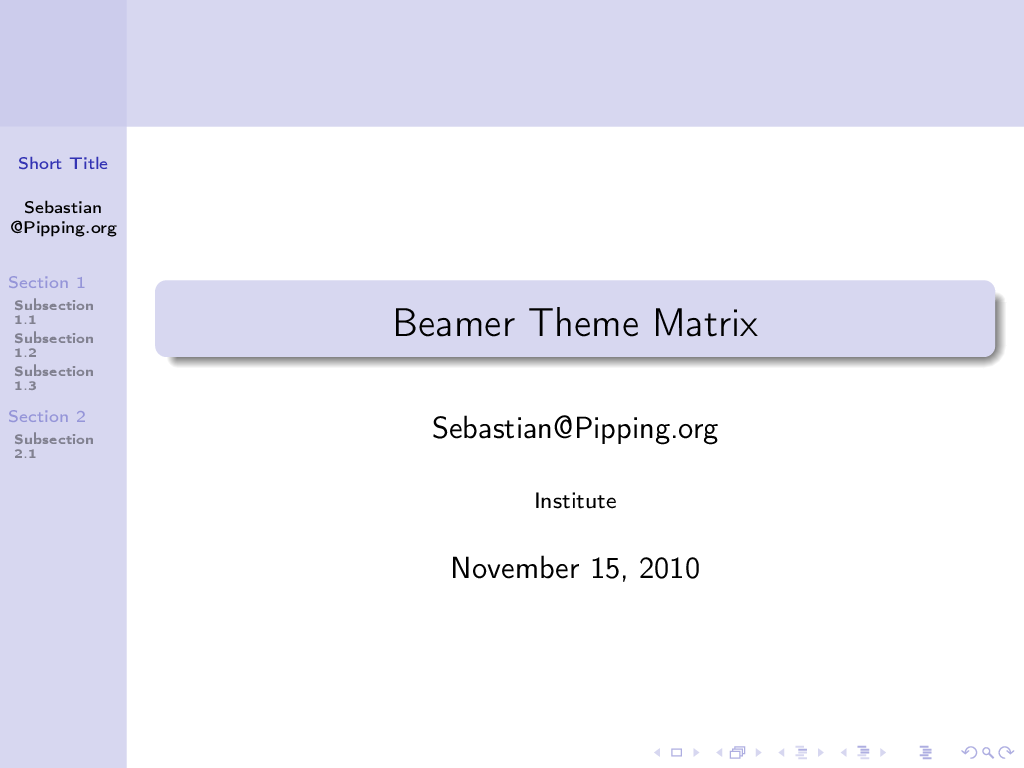 Short Title
Sebastian
@Pipping.org
Section 1
Subsection
1.1
Subsection
1.2
Subsection
1.3
Section 2
Subsection
2.1
Beamer Theme Matrix
Sebastian@Pipping.org
Institute
November 15, 2010